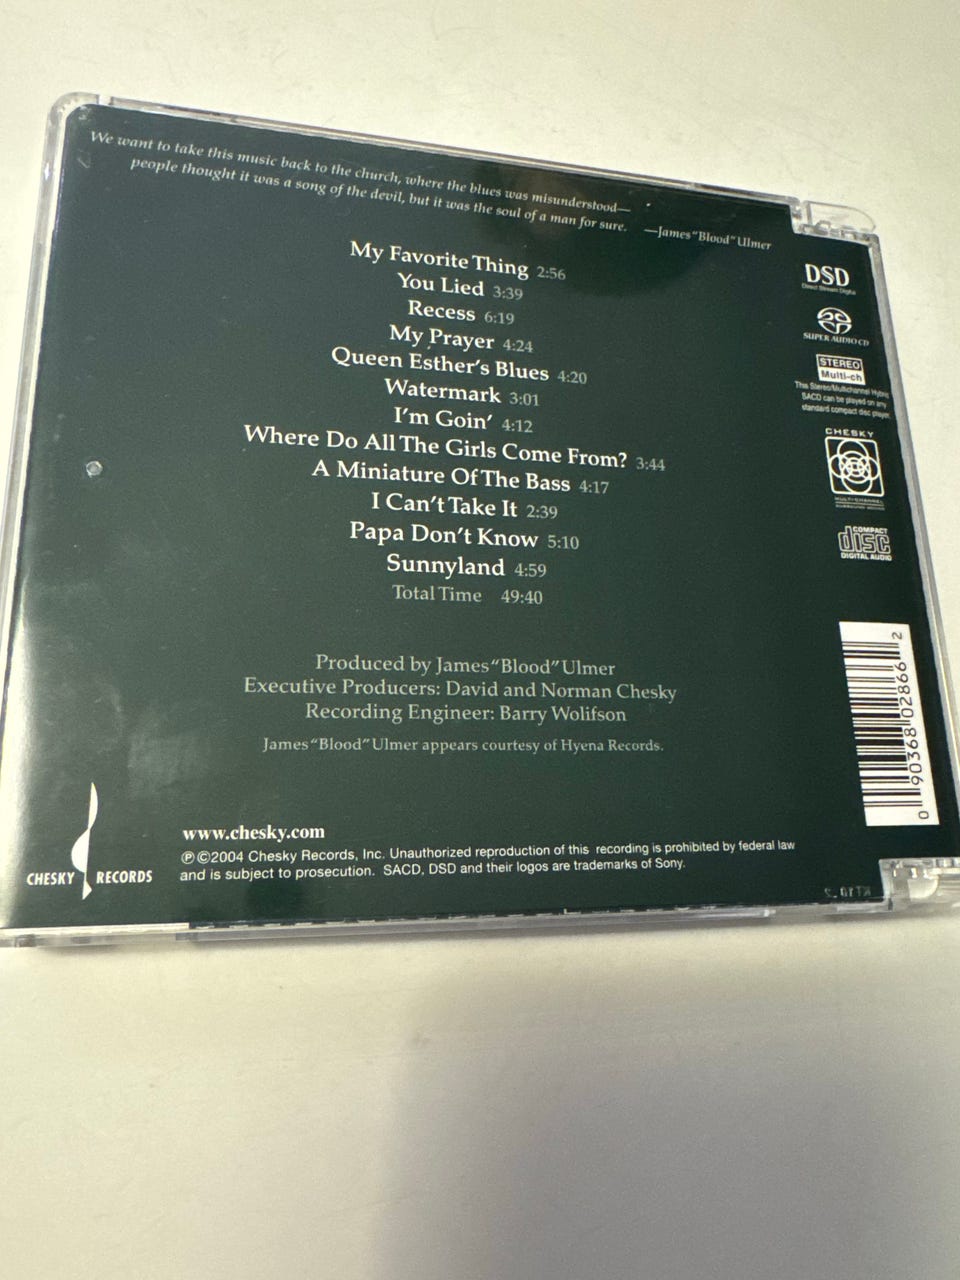 We want to take this music back to the church, where the blues was misunderstood—
people thought it was a song of the devil, but it was the soul of a man for sure. —James "Blood" Ulmer
My Favorite Thing 2:56
You Lied 3:39
Recess 6:19
My Prayer 4:24
Queen Esther's Blues 4:20
Watermark 3:01
I'm Goin' 4:12
Where Do All The Girls Come From? 3:44
A Miniature Of The Bass 4:17
I Can't Take It 2:39
Papa Don't Know 5:10
Sunnyland 4:59
Total Time 49:40
Produced by James "Blood" Ulmer
Executive Producers: David and Norman Chesky
Recording Engineer: Barry Wolifson
James "Blood" Ulmer appears courtesy of Hyena Records.
www.chesky.com
℗©2004 Chesky Records, Inc. Unauthorized reproduction of this recording is prohibited by federal law
and is subject to prosecution. SACD, DSD and their logos are trademarks of Sony.
CHESKY RECORDS
DSD
Direct Stream Digital
SUPER AUDIO CD
STEREO
Multi-ch
This Stereo/Multichannel Hybrid
SACD can be played on any
standard compact disc player.
CHESKY
MULTI-CHANNEL
SURROUND SOUND
COMPACT
disc
DIGITAL AUDIO
0 90368 02866 2